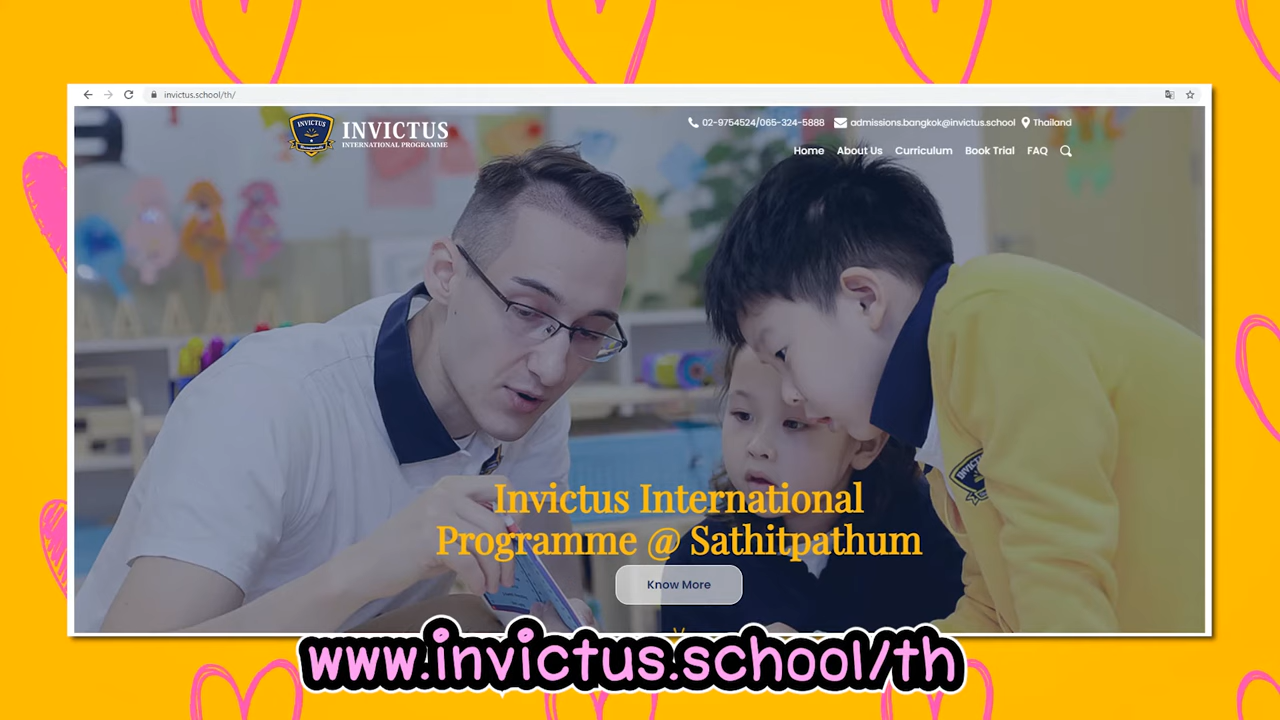 invictus.school/th/
INVICTUS
INVICTUS
INTERNATIONAL PROGRAMME
02-9754524/065-324-5888 admissions.bangkok@invictus.school Thailand
Home About Us Curriculum Book Trial FAQ
Invictus International
Programme @ Sathitpathum
Know More
www.invictus.school/th